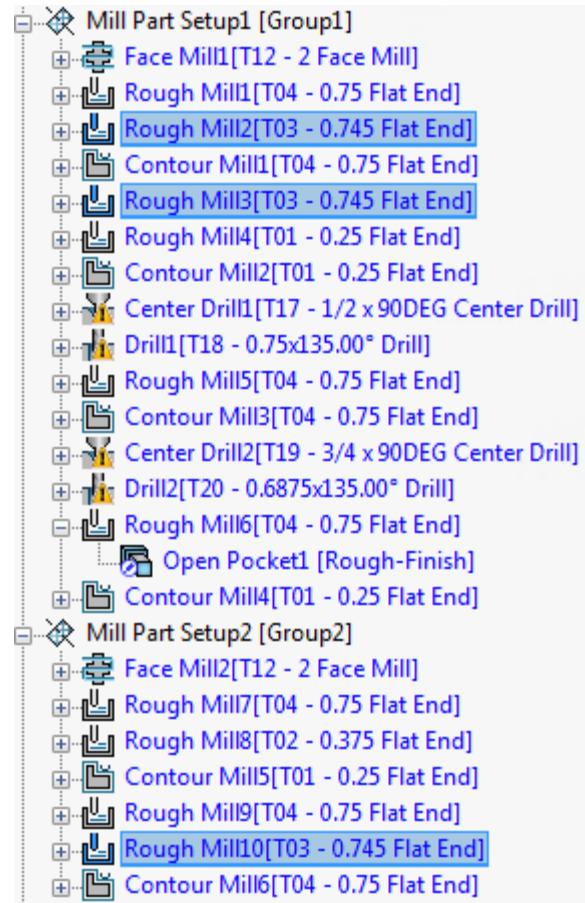 Mill Part Setup1 [Group1]
Face Mill1[T12 - 2 Face Mill]
Rough Mill1[T04 - 0.75 Flat End]
Rough Mill2[T03 - 0.745 Flat End]
Contour Mill1[T04 - 0.75 Flat End]
Rough Mill3[T03 - 0.745 Flat End]
Rough Mill4[T01 - 0.25 Flat End]
Contour Mill2[T01 - 0.25 Flat End]
Center Drill1[T17 - 1/2 x 90DEG Center Drill]
Drill1[T18 - 0.75x135.00° Drill]
Rough Mill5[T04 - 0.75 Flat End]
Contour Mill3[T04 - 0.75 Flat End]
Center Drill2[T19 - 3/4 x 90DEG Center Drill]
Drill2[T20 - 0.6875x135.00° Drill]
Rough Mill6[T04 - 0.75 Flat End]
Open Pocket1 [Rough-Finish]
Contour Mill4[T01 - 0.25 Flat End]
Mill Part Setup2 [Group2]
Face Mill2[T12 - 2 Face Mill]
Rough Mill7[T04 - 0.75 Flat End]
Rough Mill8[T02 - 0.375 Flat End]
Contour Mill5[T01 - 0.25 Flat End]
Rough Mill9[T04 - 0.75 Flat End]
Rough Mill10[T03 - 0.745 Flat End]
Contour Mill6[T04 - 0.75 Flat End]